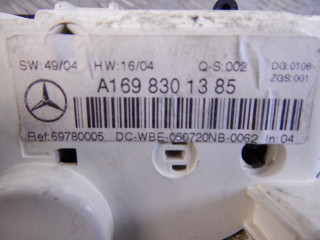 SW:49/04 HW:16/04 Q-S:002 DG:0106
ZGS:001
A169 830 13 85
Ref:69780005 DC-WBE-050720NB-0062 In:04